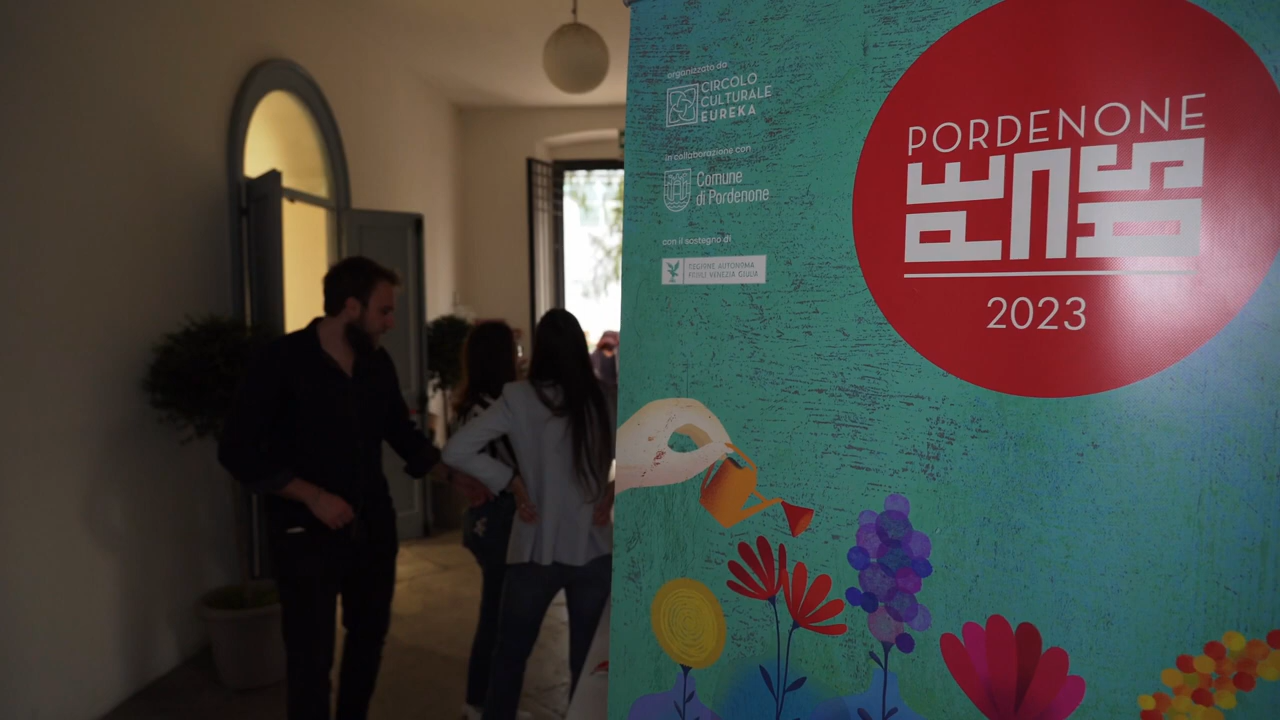 organizzato da
CIRCOLO
CULTURALE
EUREKA
in collaborazione con
Comune
di Pordenone
con il sostegno di
REGIONE AUTONOMA
FRIULI VENEZIA GIULIA
PORDENONE
PENSA
2023